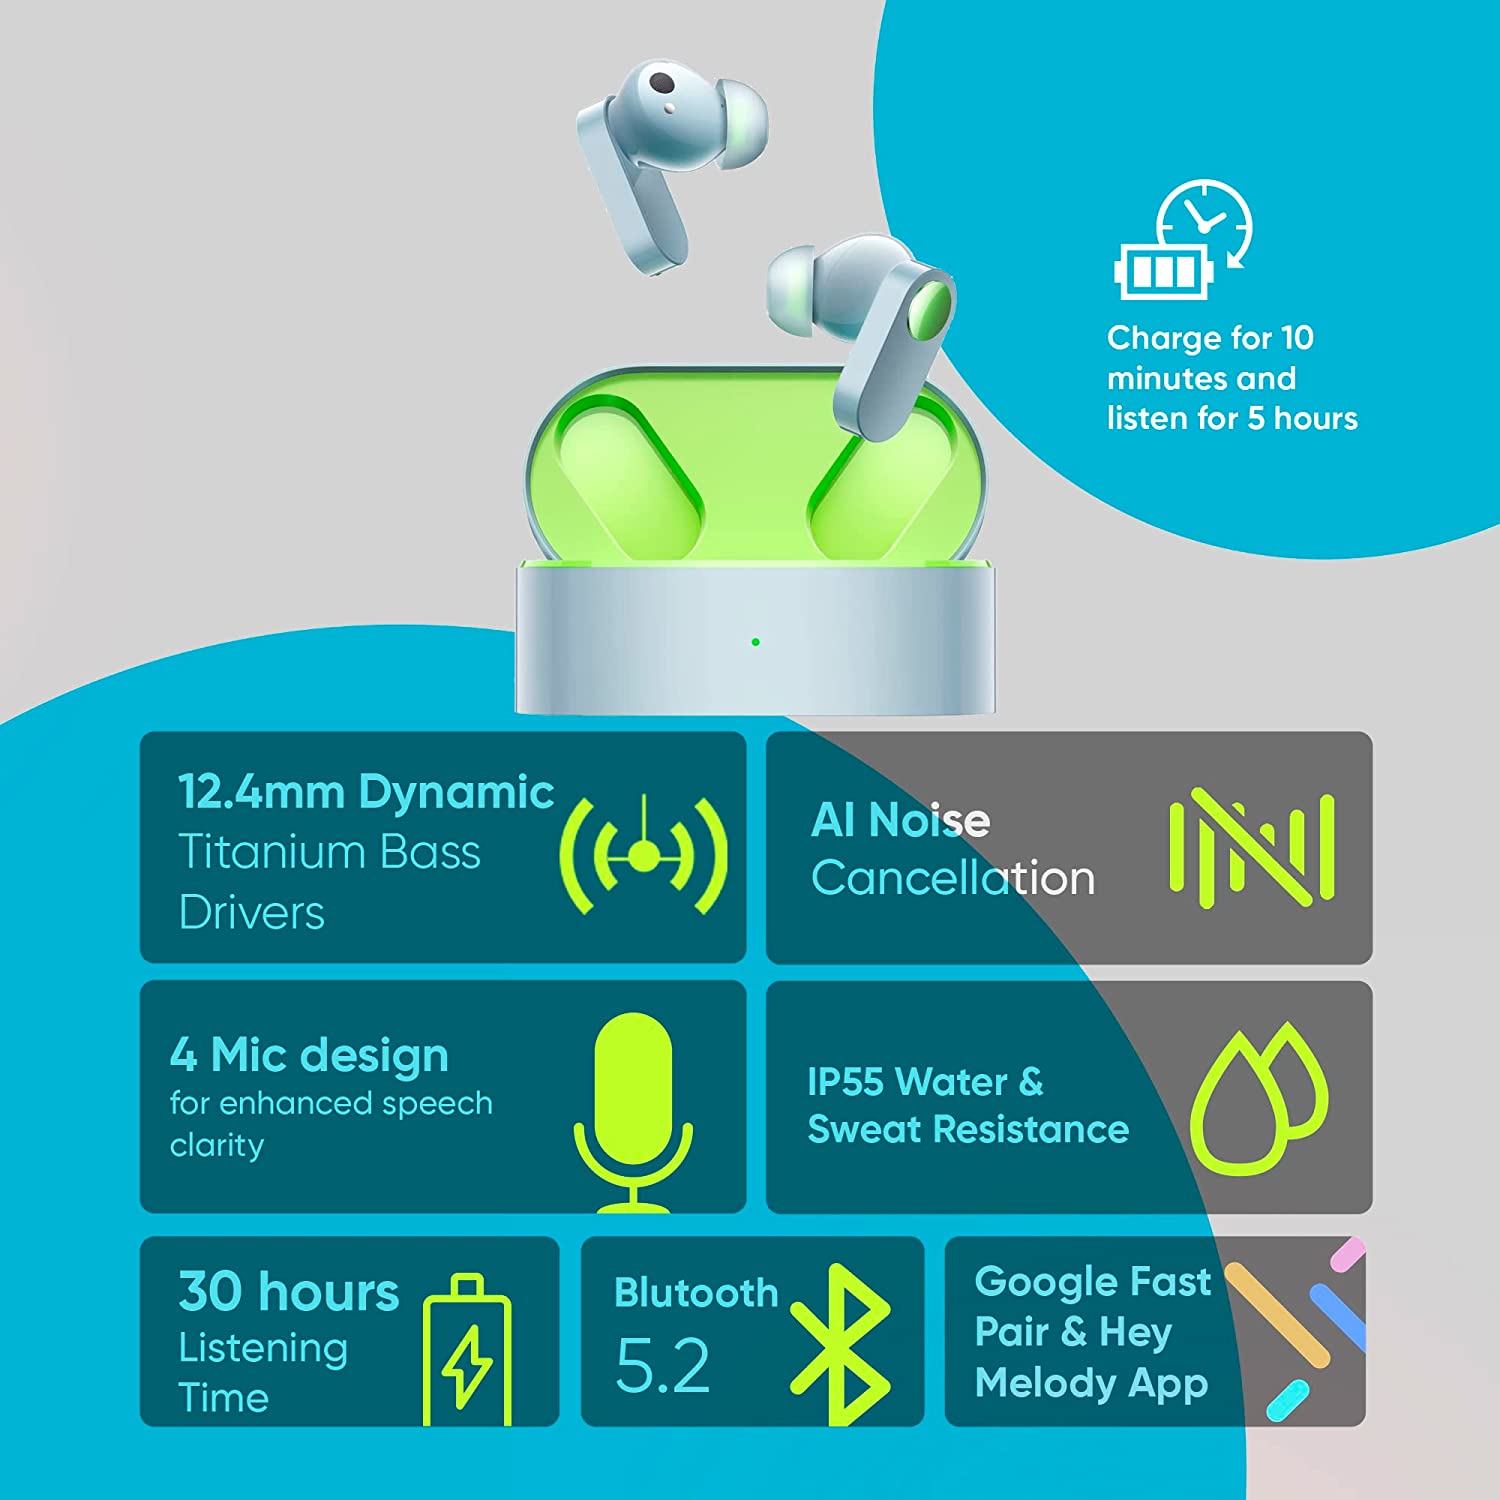 Charge for 10
minutes and
listen for 5 hours
12.4mm Dynamic
Titanium Bass
Drivers
AI Noise
Cancellation
4 Mic design
for enhanced speech
clarity
IP55 Water &
Sweat Resistance
30 hours
Listening
Time
Blutooth
5.2
Google Fast
Pair & Hey
Melody App